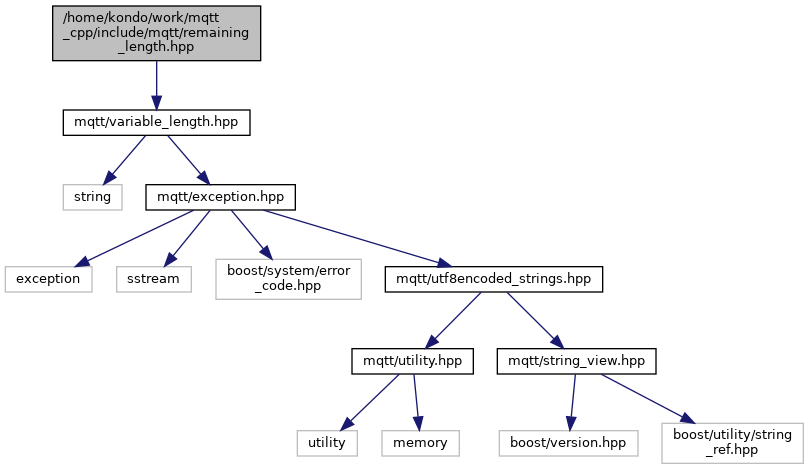 /home/kondo/work/mqtt
_cpp/include/mqtt/remaining
_length.hpp
mqtt/variable_length.hpp
string
mqtt/exception.hpp
exception
sstream
boost/system/error
_code.hpp
mqtt/utf8encoded_strings.hpp
mqtt/utility.hpp
mqtt/string_view.hpp
utility
memory
boost/version.hpp
boost/utility/string
_ref.hpp